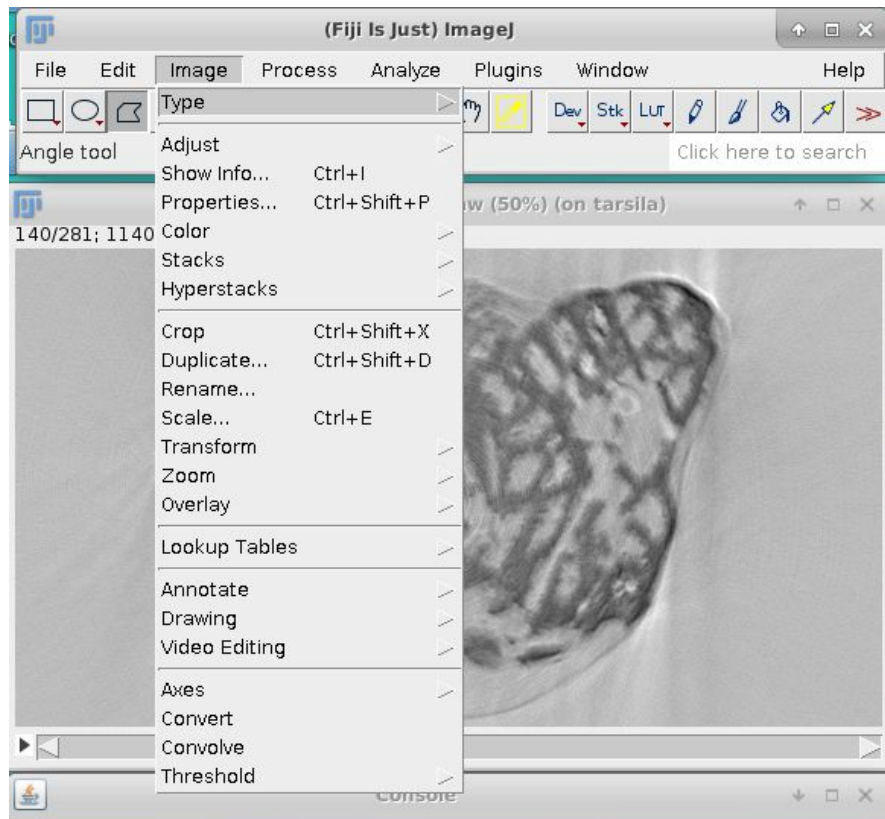 (Fiji Is Just) ImageJ
File Edit Image Process Analyze Plugins Window Help
Dev Stk LUT
Angle tool
Click here to search
(50%) (on tarsila)
140/281; 1140
Type
Adjust
Show Info... Ctrl+I
Properties... Ctrl+Shift+P
Color
Stacks
Hyperstacks
Crop Ctrl+Shift+X
Duplicate... Ctrl+Shift+D
Rename...
Scale... Ctrl+E
Transform
Zoom
Overlay
Lookup Tables
Annotate
Drawing
Video Editing
Axes
Convert
Convolve
Threshold
Console